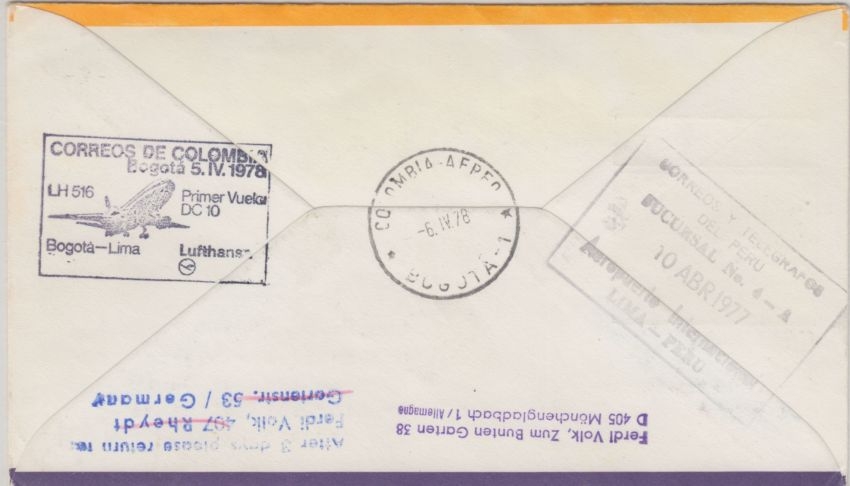 CORREOS DE COLOMBIA
Bogotá 5.IV.1978
LH 516
Primer Vuelo
DC 10
Bogotá–Lima
Lufthansa
COLOMBIA-AEREO
-6.IV.78
* BOGOTA-1 *
CORREOS Y TELEGRAFOS
DEL PERU
SUCURSAL No. 4 - A
10 ABR 1977
Aeropuerto Internacional
LIMA - PERU
Ferdi Volk, Zum Bunten Garten 38
D 405 Mönchengladbach 1 / Allemagne
After 3 days please return to:
Ferdi Volk, 407 Rheydt
53 / Germany